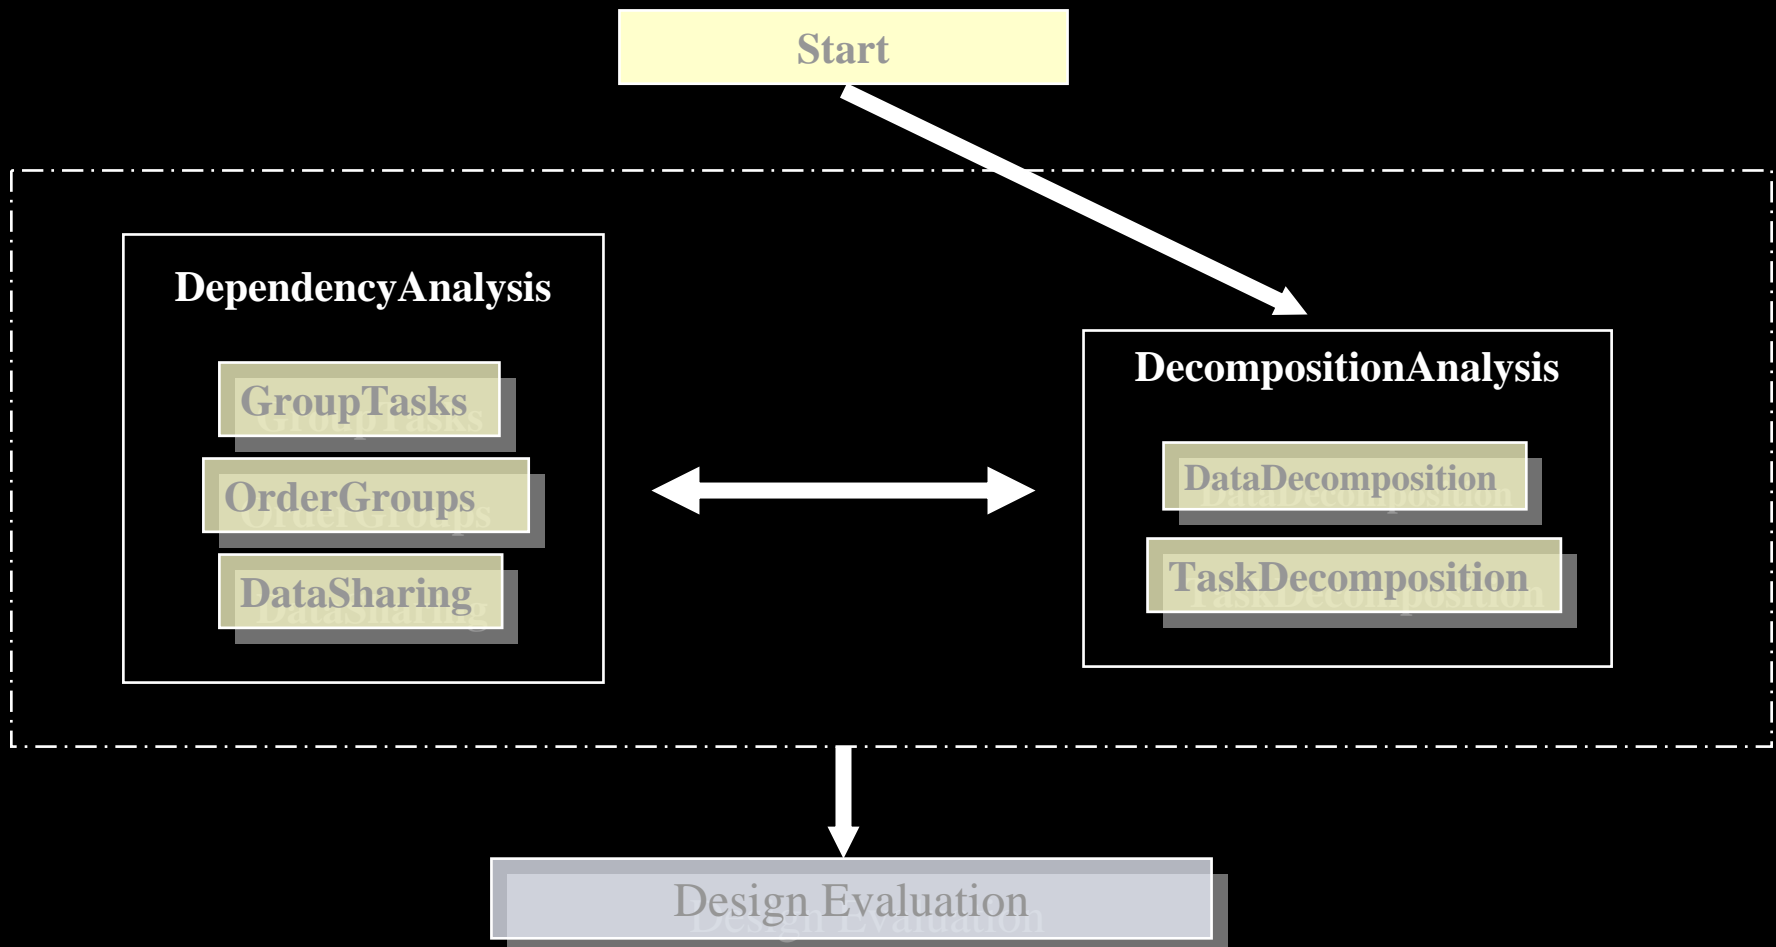 Start
DependencyAnalysis
GroupTasks
OrderGroups
DataSharing
DecompositionAnalysis
DataDecomposition
TaskDecomposition
Design Evaluation